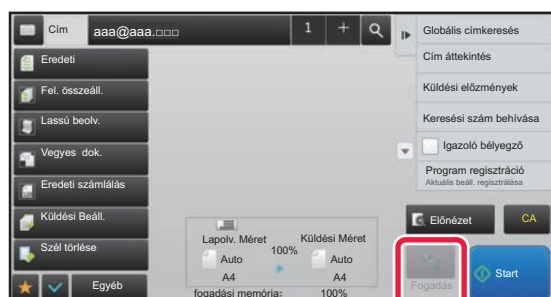 Cím aaa@aaa.□□□ 1 +
Eredeti
Fel. összeáll.
Lassú beolv.
Vegyes dok.
Eredeti számlálás
Küldési Beáll.
Szél törlése
Egyéb
Lapolv. Méret 100% Küldési Méret
Auto Auto
A4 A4
fogadási memória: 100%
Globális címkeresés
Cím áttekintés
Küldési előzmények
Keresési szám behívása
Igazoló bélyegző
Program regisztráció
Aktuális beáll. regisztrálása
Előnézet CA
Fogadás Start